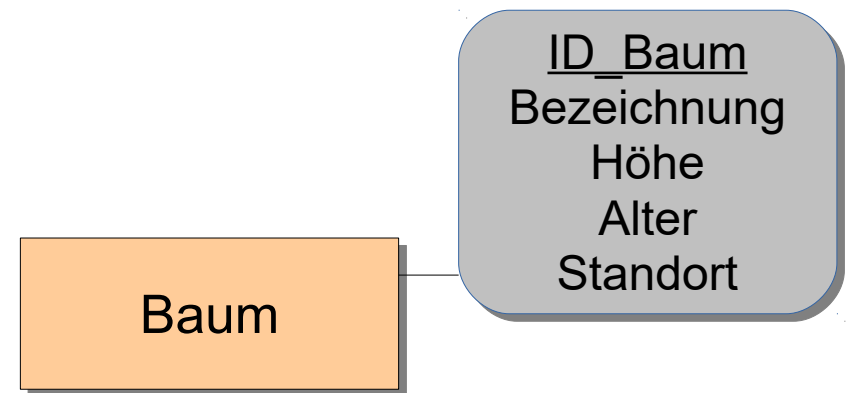 ID_Baum
Bezeichnung
Höhe
Alter
Standort
Baum